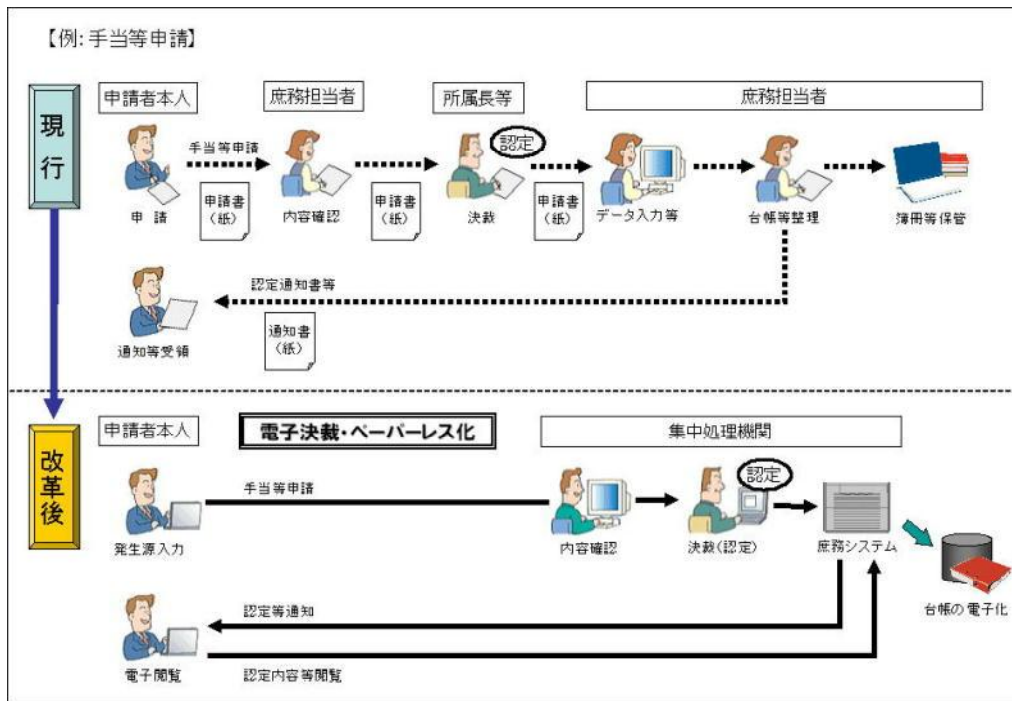 【例:手当等申請】
現行
申請者本人
庶務担当者
所属長等
庶務担当者
手当等申請
認定
申請書
(紙)
申請書
(紙)
申請書
(紙)
申 請
内容確認
決裁
データ入力等
台帳等整理
簿冊等保管
認定通知書等
通知書
(紙)
通知等受領
改革後
申請者本人
電子決裁・ペーパーレス化
集中処理機関
手当等申請
認定
発生源入力
内容確認
決裁(認定)
庶務システム
台帳の電子化
認定等通知
電子閲覧
認定内容等閲覧